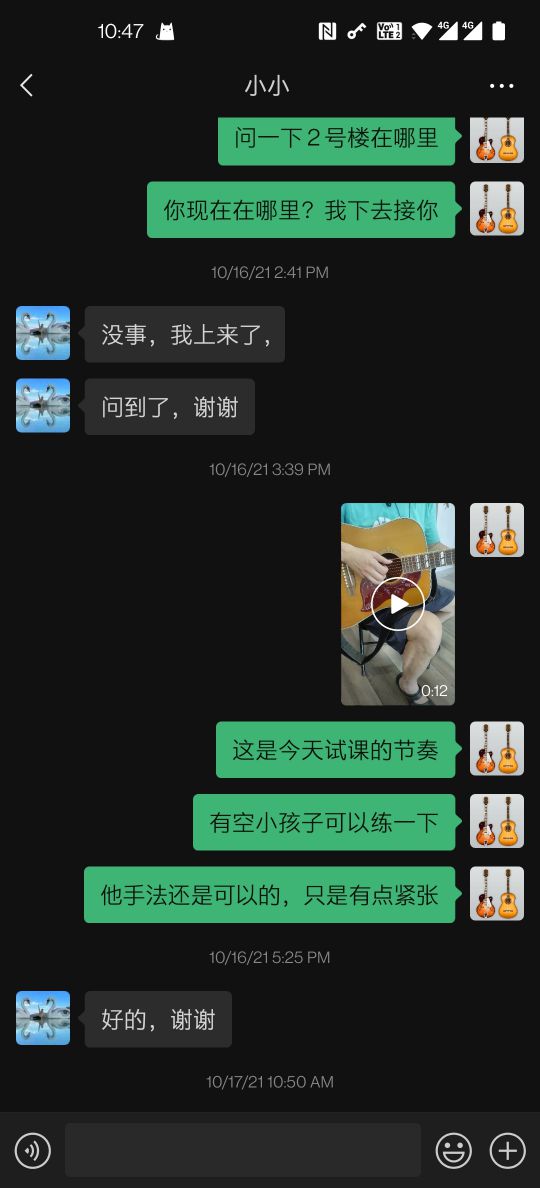 10:47
Vo 1
LTE 2
4G
4G
小小
问一下2号楼在哪里
你现在在哪里？我下去接你
10/16/21 2:41 PM
没事，我上来了，
问到了，谢谢
10/16/21 3:39 PM
0:12
这是今天试课的节奏
有空小孩子可以练一下
他手法还是可以的，只是有点紧张
10/16/21 5:25 PM
好的，谢谢
10/17/21 10:50 AM